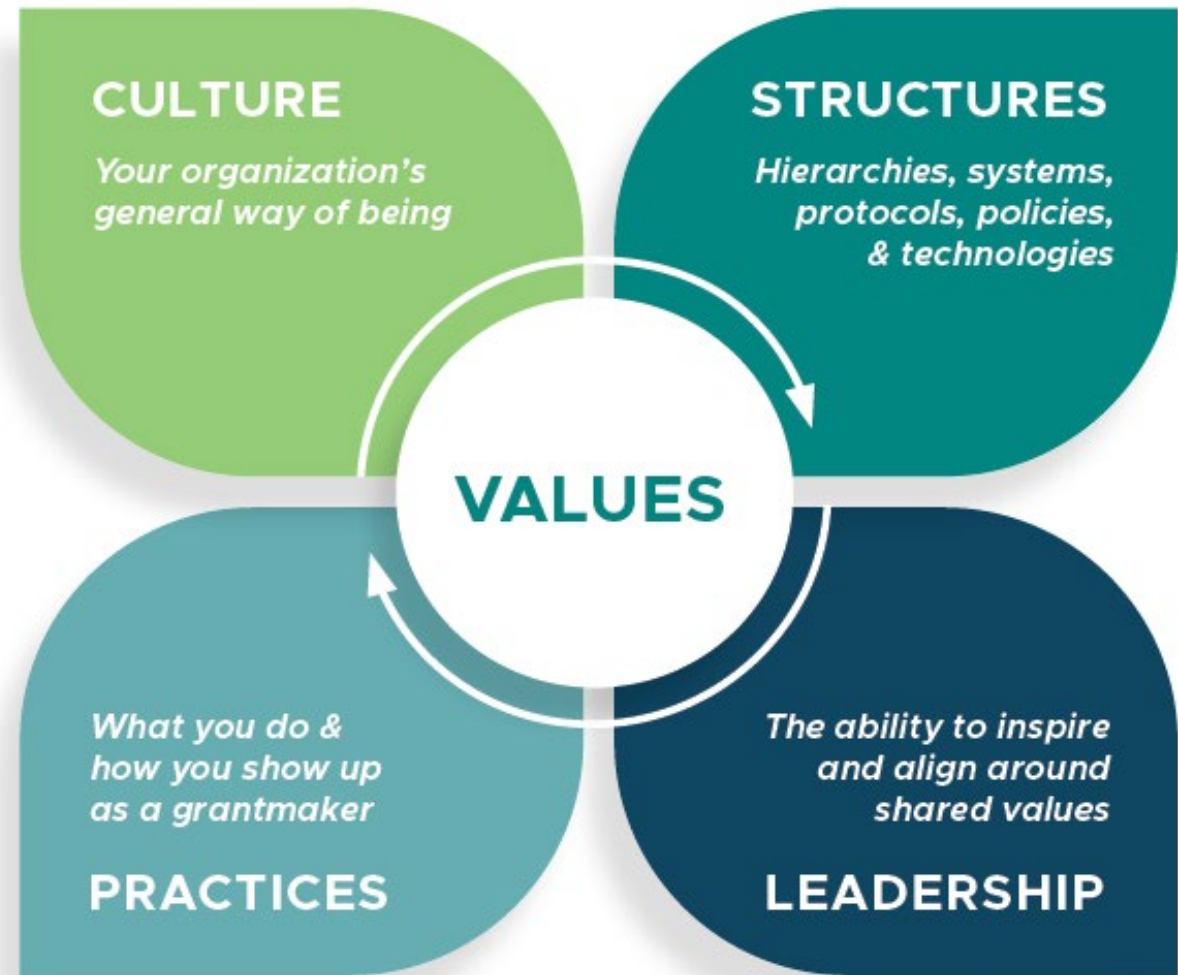 CULTURE
Your organization's
general way of being
STRUCTURES
Hierarchies, systems,
protocols, policies,
& technologies
VALUES
What you do &
how you show up
as a grantmaker
PRACTICES
The ability to inspire
and align around
shared values
LEADERSHIP